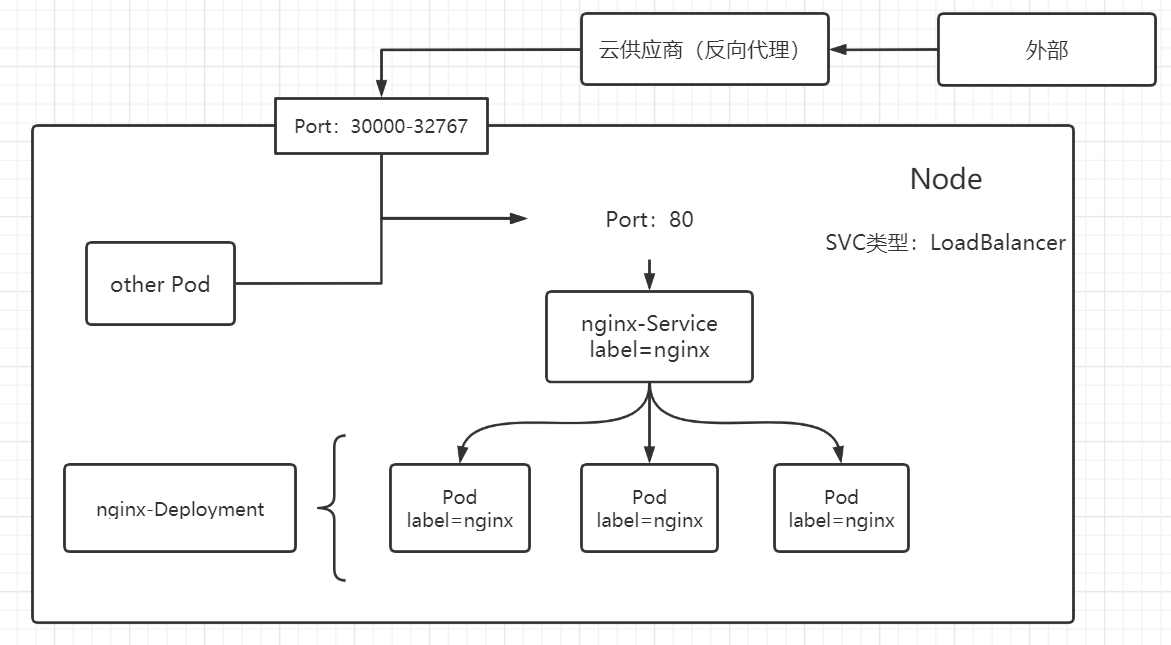 云供应商（反向代理）
外部
Port：30000-32767
Node
Port：80
SVC类型：LoadBalancer
other Pod
nginx-Service
label=nginx
nginx-Deployment
Pod
label=nginx
Pod
label=nginx
Pod
label=nginx